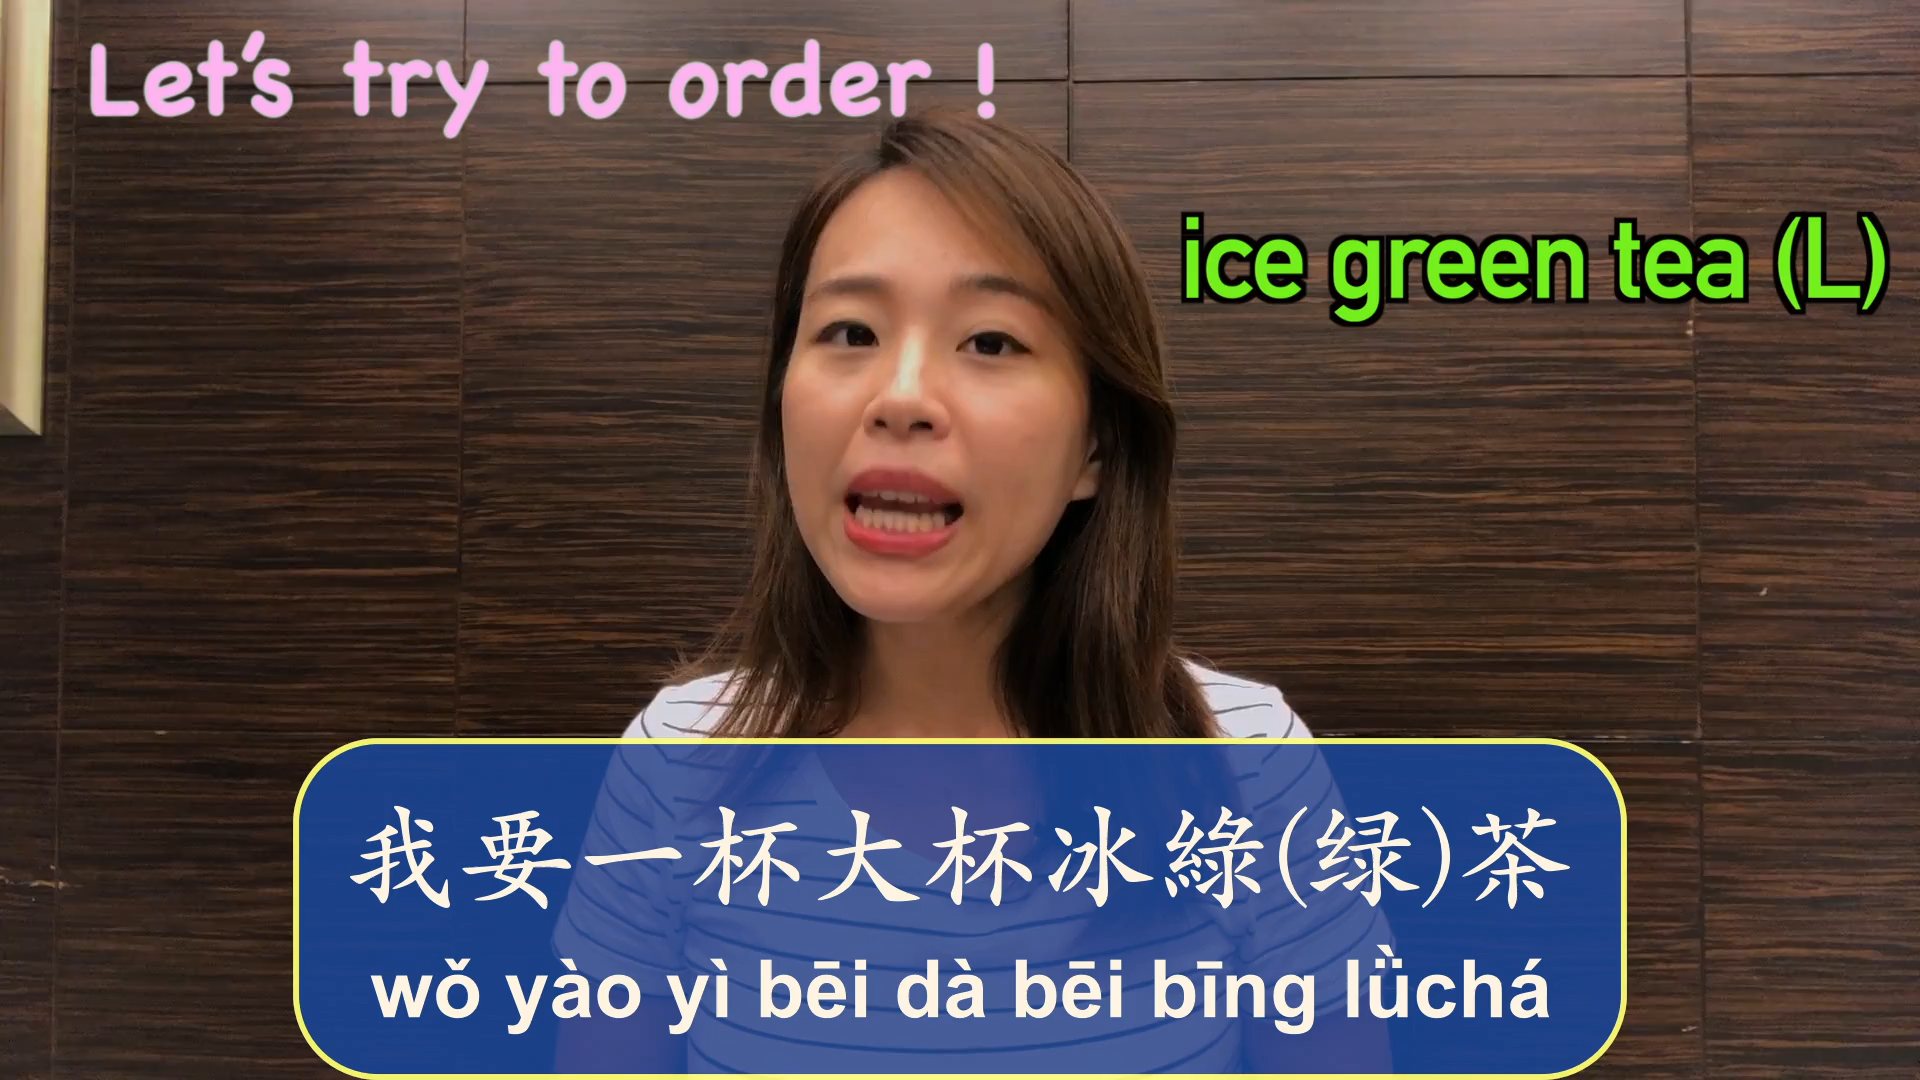 Let's try to order !
ice green tea (L)
我要一杯大杯冰綠(绿)茶
wǒ yào yì bēi dà bēi bīng lǜchá